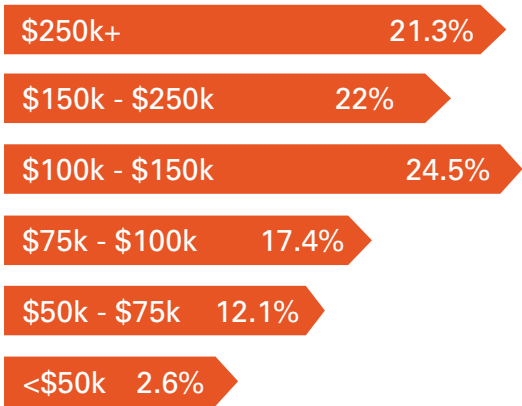 $250k+ 21.3%
$150k - $250k 22%
$100k - $150k 24.5%
$75k - $100k 17.4%
$50k - $75k 12.1%
<$50k 2.6%